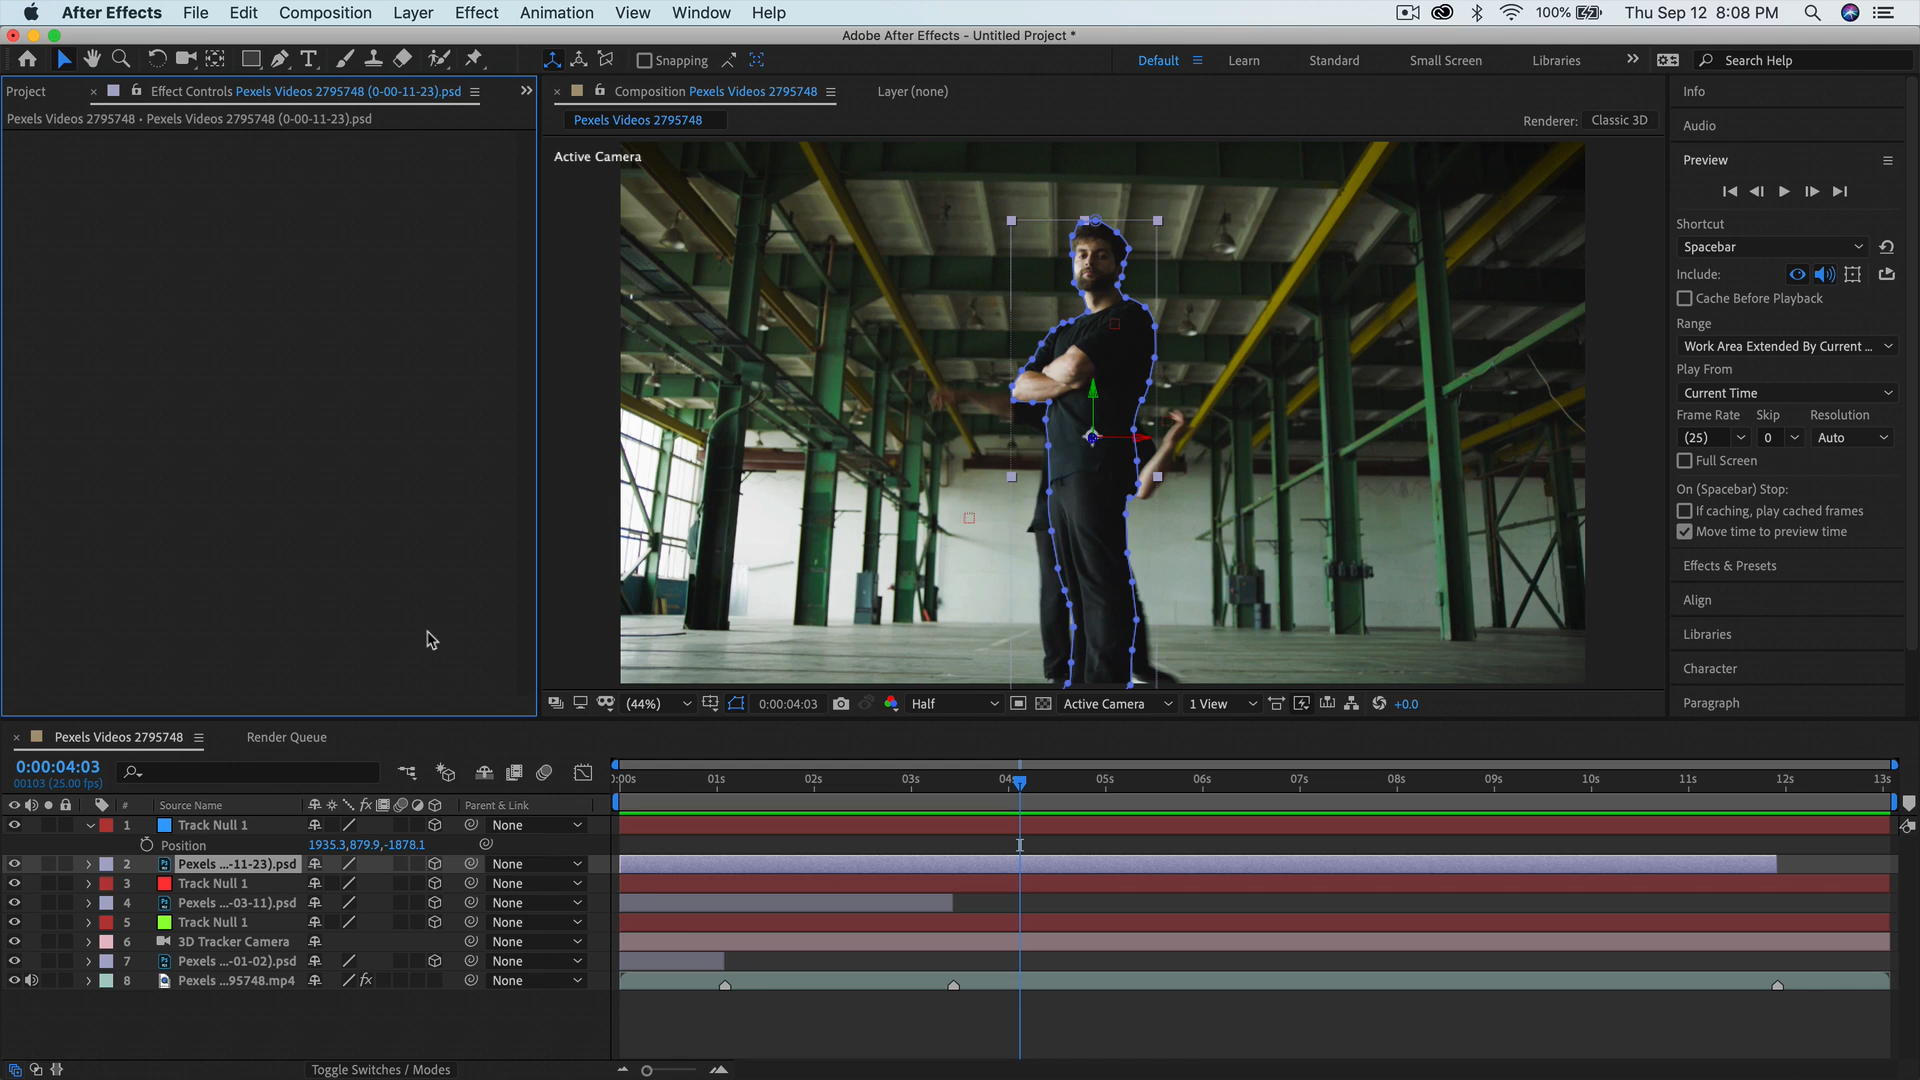 After Effects File Edit Composition Layer Effect Animation View Window Help 100% Thu Sep 12 8:08 PM
Adobe After Effects - Untitled Project *
Snapping Default Learn Standard Small Screen Libraries Search Help
Project Effect Controls Pexels Videos 2795748 (0-00-11-23).psd
Pexels Videos 2795748 • Pexels Videos 2795748 (0-00-11-23).psd
Composition Pexels Videos 2795748 Layer (none)
Pexels Videos 2795748 Renderer: Classic 3D
Active Camera
(44%) 0:00:04:03 Half Active Camera 1 View +0.0
Info
Audio
Preview
Shortcut
Spacebar
Include:
Cache Before Playback
Range
Work Area Extended By Current ...
Play From
Current Time
Frame Rate Skip Resolution
(25) 0 Auto
Full Screen
On (Spacebar) Stop:
If caching, play cached frames
Move time to preview time
Effects & Presets
Align
Libraries
Character
Paragraph
Pexels Videos 2795748 Render Queue
0:00:04:03
00103 (25.00 fps)
0:00s 01s 02s 03s 04s 05s 06s 07s 08s 09s 10s 11s 12s 13s
# Source Name fx Parent & Link
1 Track Null 1 None
Position 1935.3,879.9,-1878.1
2 Pexels ...-11-23).psd None
3 Track Null 1 None
4 Pexels ...-03-11).psd None
5 Track Null 1 None
6 3D Tracker Camera None
7 Pexels ...-01-02).psd None
8 Pexels ...95748.mp4 fx None
Toggle Switches / Modes